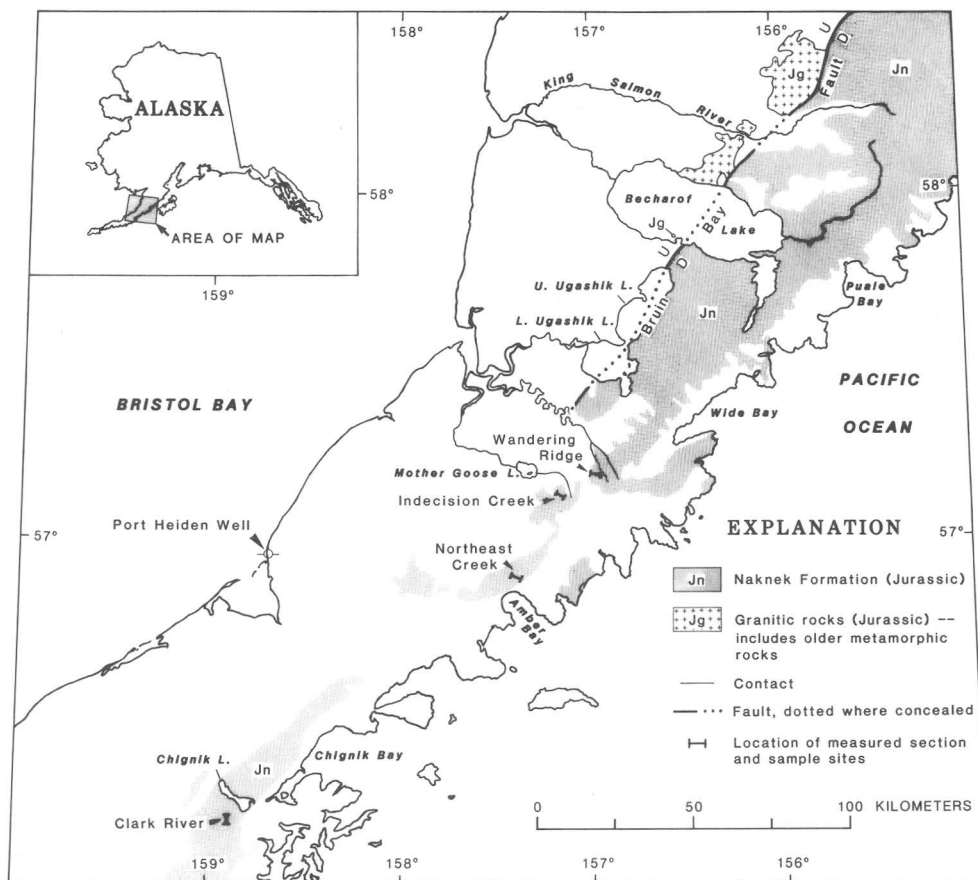 158°
157°
156°
ALASKA
AREA OF MAP
159°
58°
King Salmon River
Jg
U
D
Fault
Jn
58°
Becharof
Lake
Bay
Jg
U
D
U. Ugashik L.
L. Ugashik L.
Bruin
Jn
Puale
Bay
BRISTOL BAY
PACIFIC
OCEAN
Wide Bay
Wandering
Ridge
Mother Goose L.
Indecision Creek
Port Heiden Well
57°
57°
Northeast
Creek
Amber
Bay
EXPLANATION
Jn Naknek Formation (Jurassic)
Jg Granitic rocks (Jurassic) --
includes older metamorphic
rocks
Contact
Fault, dotted where concealed
Location of measured section
and sample sites
Chignik L.
Jn
Chignik Bay
Clark River
0 50 100 KILOMETERS
159°
158°
157°
156°